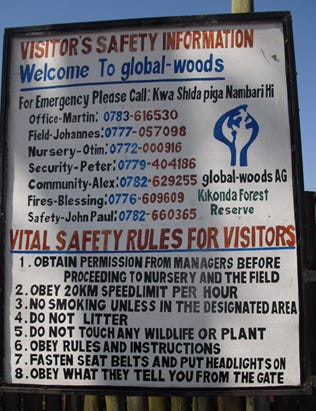 VISITOR'S SAFETY INFORMATION
Welcome To global-woods
For Emergency Please Call: Kwa Shida piga Nambari Hi
Office-Martin: 0783-616530
Field-Johannes: 0777-057098
Nursery-Otim: 0772-000916
Security-Peter: 0779-404186
Community-Alex: 0782-629255
Fires-Blessing: 0776-609609
Safety-John Paul: 0782-660365
global-woods AG
Kikonda Forest
Reserve
VITAL SAFETY RULES FOR VISITORS
1. OBTAIN PERMISSION FROM MANAGERS BEFORE
PROCEEDING TO NURSERY AND THE FIELD
2. OBEY 20KM SPEEDLIMIT PER HOUR
3. NO SMOKING UNLESS IN THE DESIGNATED AREA
4. DO NOT LITTER
5. DO NOT TOUCH ANY WILDLIFE OR PLANT
6. OBEY RULES AND INSTRUCTIONS
7. FASTEN SEAT BELTS AND PUT HEADLIGHTS ON
8. OBEY WHAT THEY TELL YOU FROM THE GATE